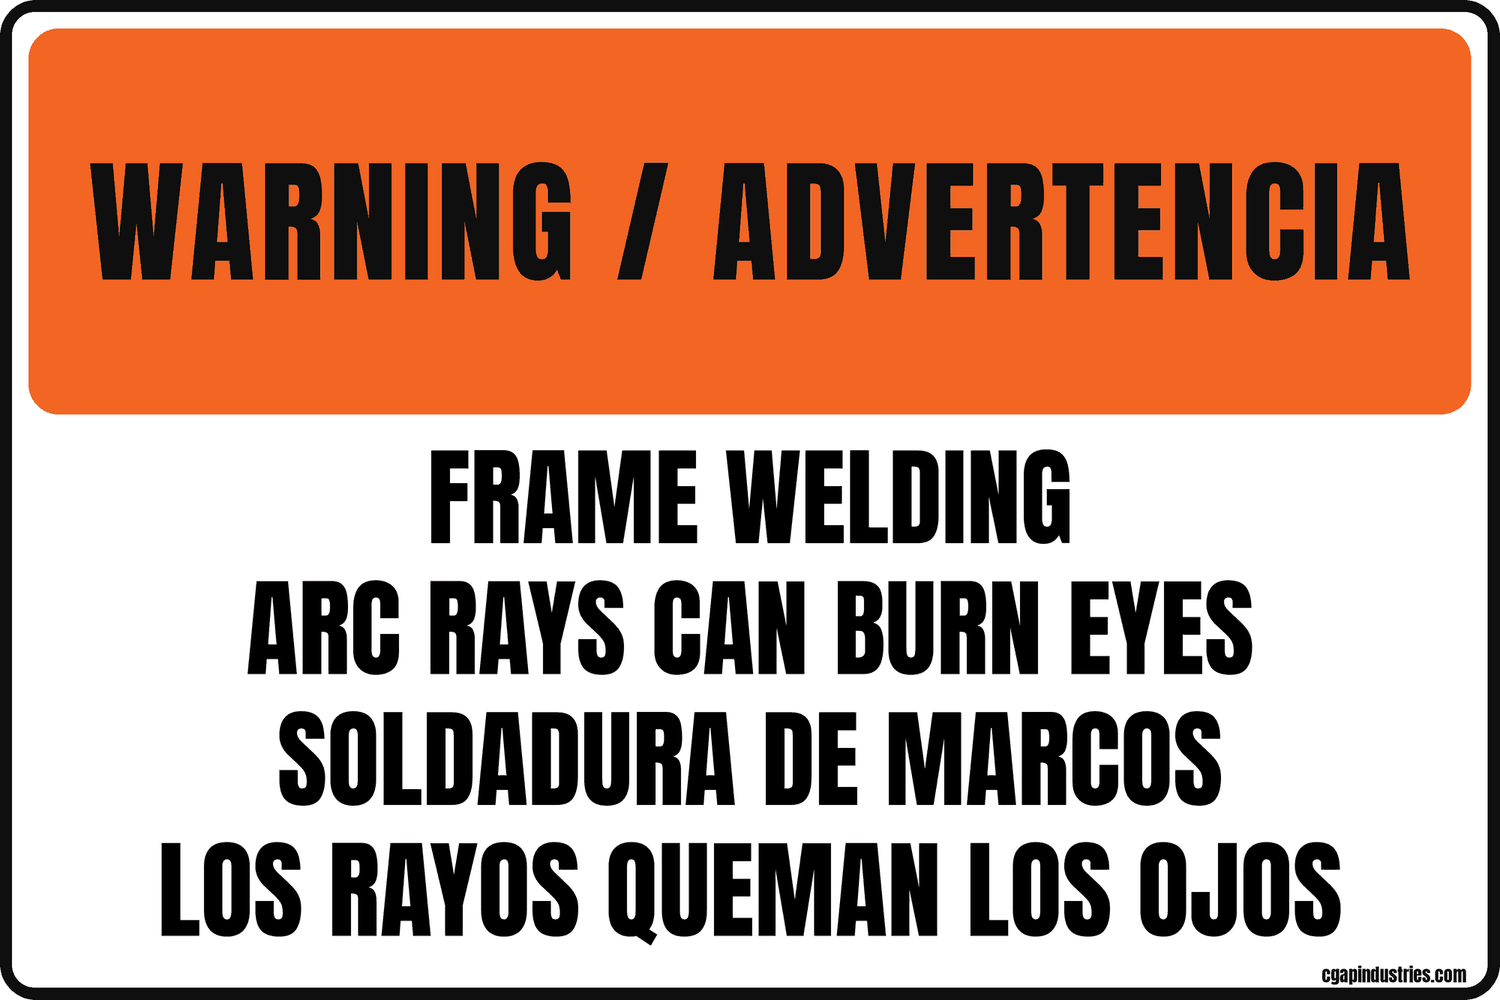 WARNING / ADVERTENCIA
FRAME WELDING
ARC RAYS CAN BURN EYES
SOLDADURA DE MARCOS
LOS RAYOS QUEMAN LOS OJOS
cgapindustries.com